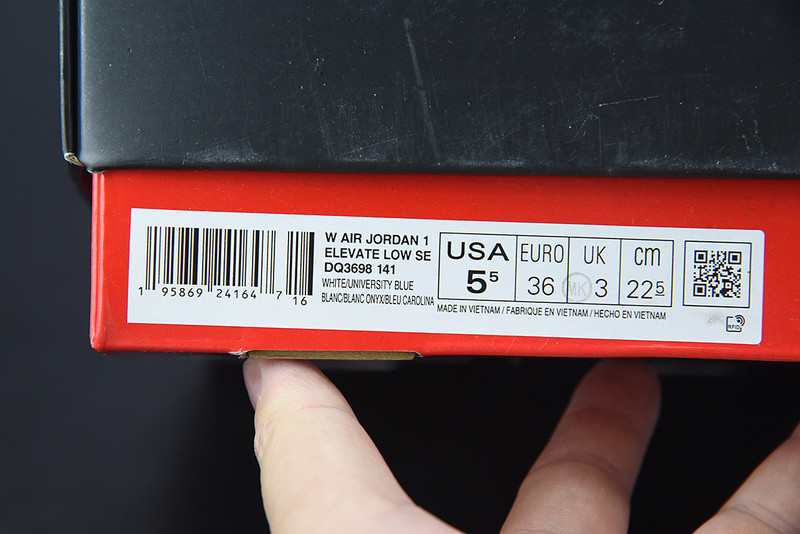 W AIR JORDAN 1
ELEVATE LOW SE
DQ3698 141
WHITE/UNIVERSITY BLUE
BLANC/BLANC ONYX/BLEU CAROLINA
1 95869 24164 7 16
USA EURO UK cm
5⁵ 36 MK 3 22⁵
MADE IN VIETNAM / FABRIQUE EN VIETNAM / HECHO EN VIETNAM
RFID